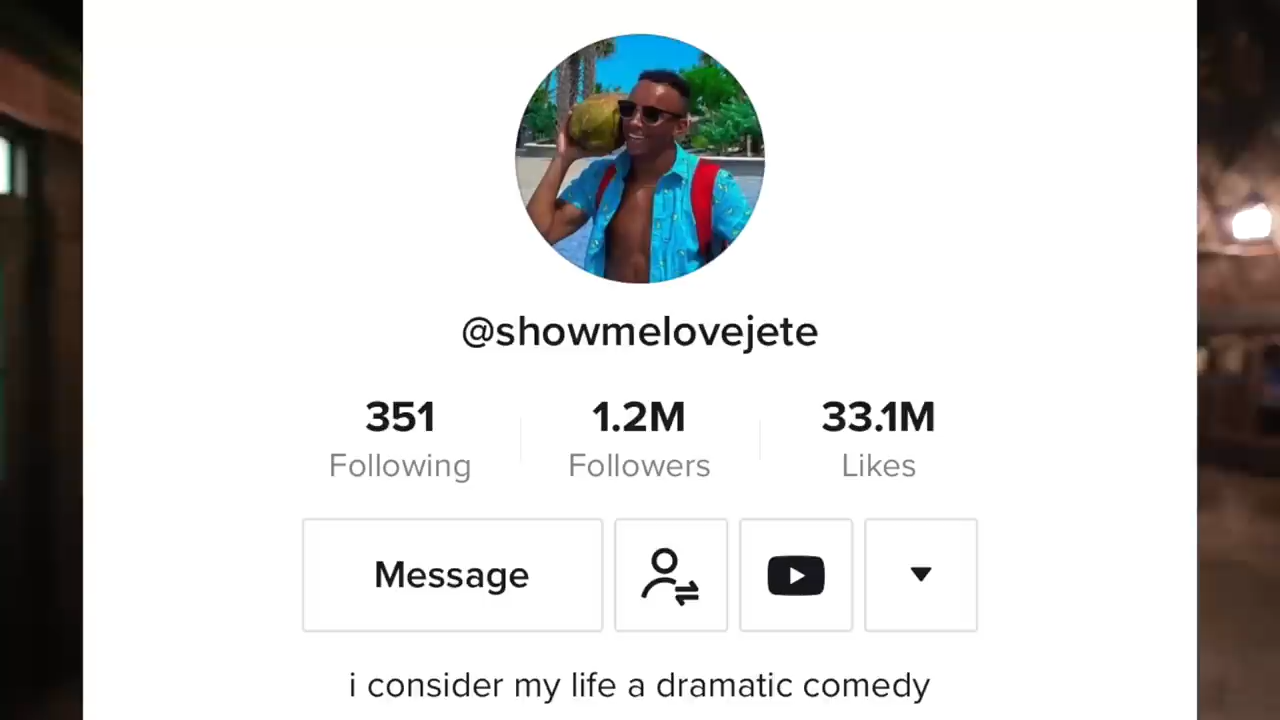 @showmelovejete
351 1.2M 33.1M
Following Followers Likes
Message
i consider my life a dramatic comedy